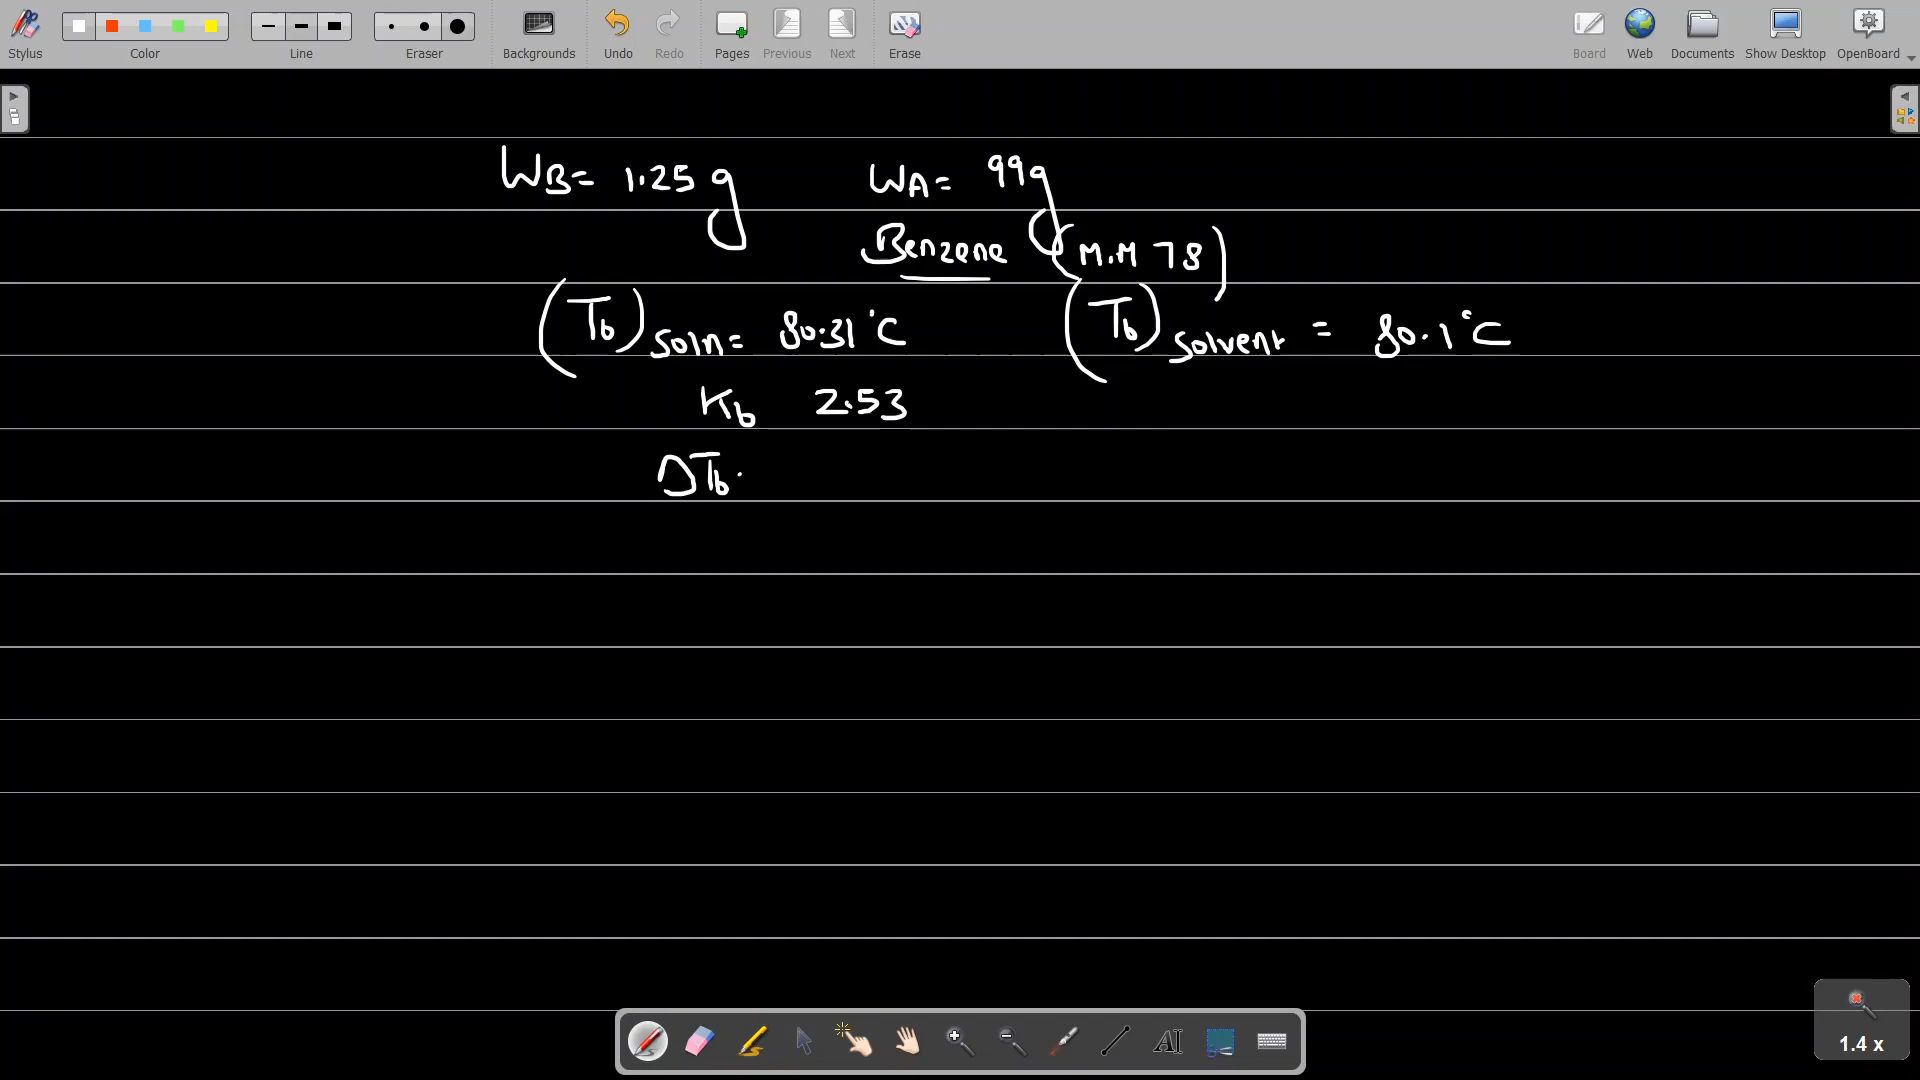 Stylus Color Line Eraser Backgrounds Undo Redo Pages Previous Next Erase Board Web Documents Show Desktop OpenBoard
WB= 1.25 g WA= 99g
Benzene (M.M 78)
(Tb)soln= 80.31°C (Tb)solvent = 80.1°C
Kb 2.53
ΔTb
1.4 x